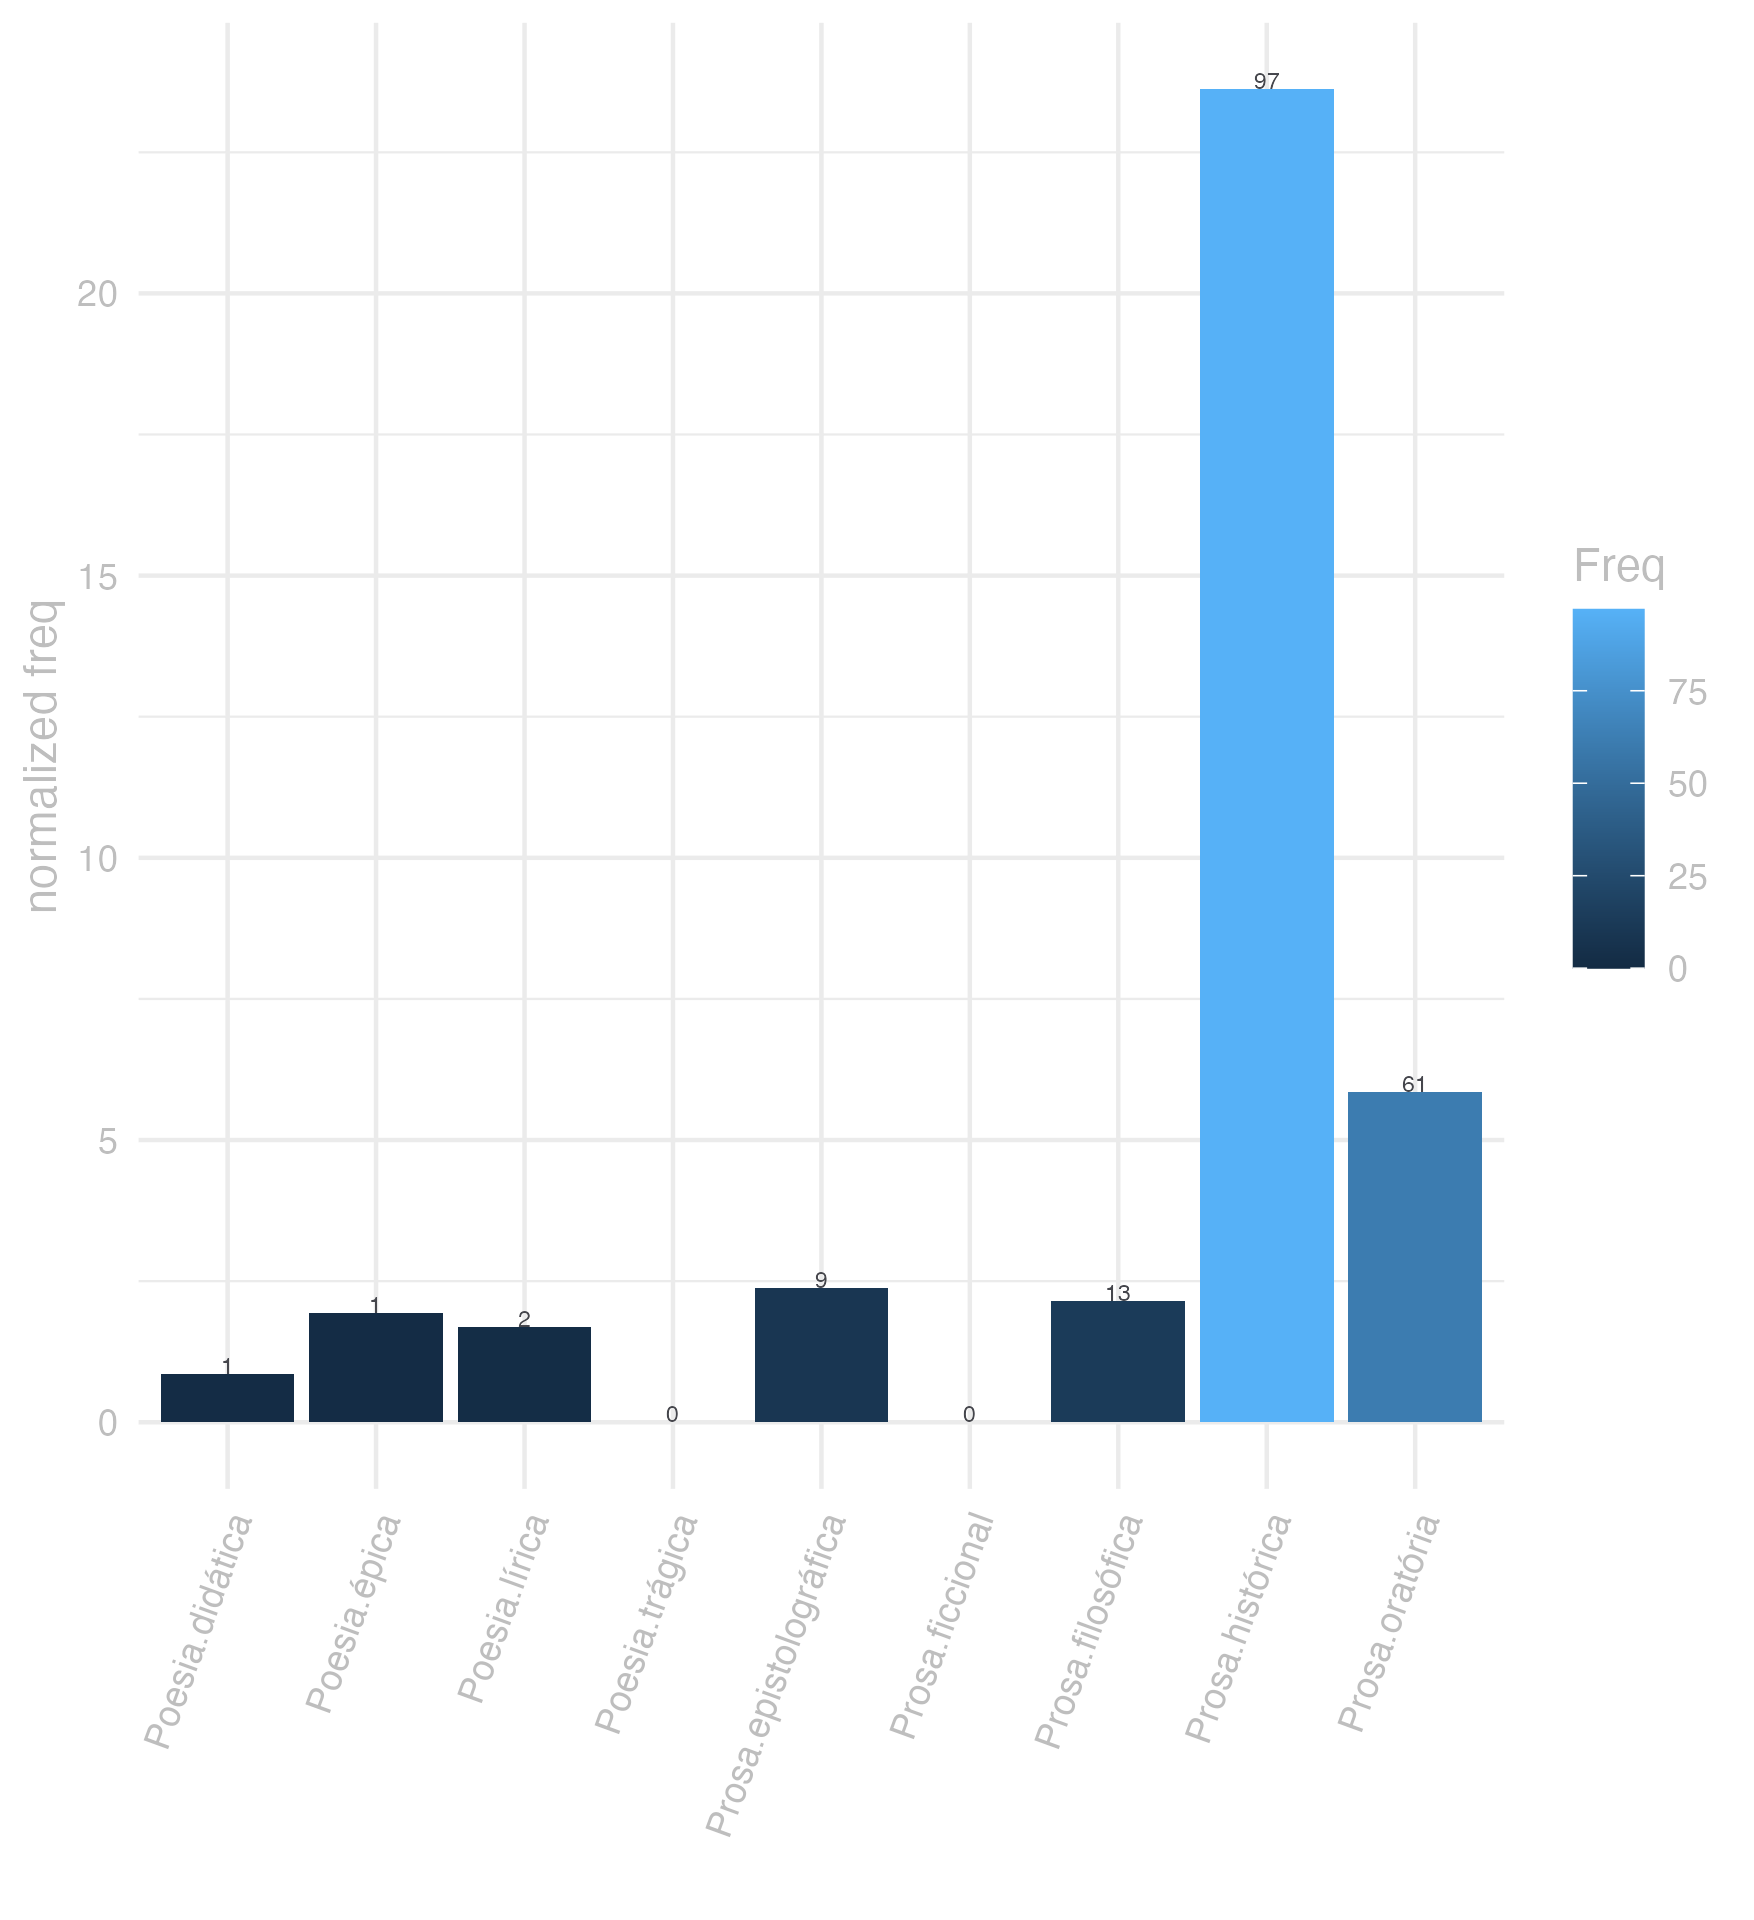 97
20
15
10
5
0
normalized freq
61
9
13
1
2
1
0
0
Freq
75
50
25
0
Poesia.didática
Poesia.épica
Poesia.lírica
Poesia.trágica
Prosa.epistolográfica
Prosa.ficcional
Prosa.filosófica
Prosa.histórica
Prosa.oratória